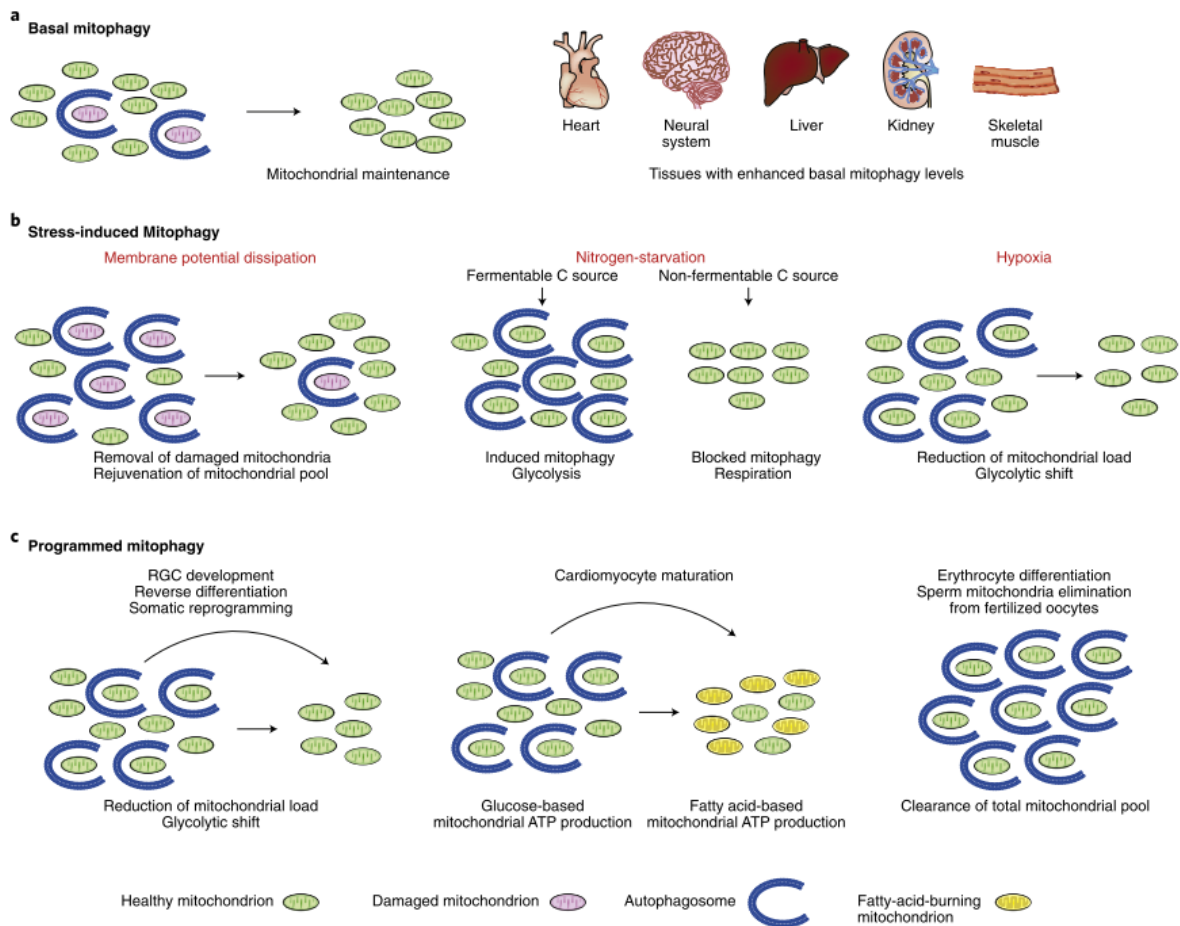 a
Basal mitophagy
Mitochondrial maintenance
Heart
Neural
system
Liver
Kidney
Skeletal
muscle
Tissues with enhanced basal mitophagy levels
b
Stress-induced Mitophagy
Membrane potential dissipation
Removal of damaged mitochondria
Rejuvenation of mitochondrial pool
Nitrogen-starvation
Fermentable C source
Non-fermentable C source
Induced mitophagy
Glycolysis
Blocked mitophagy
Respiration
Hypoxia
Reduction of mitochondrial load
Glycolytic shift
c
Programmed mitophagy
RGC development
Reverse differentiation
Somatic reprogramming
Reduction of mitochondrial load
Glycolytic shift
Cardiomyocyte maturation
Glucose-based
mitochondrial ATP production
Fatty acid-based
mitochondrial ATP production
Erythrocyte differentiation
Sperm mitochondria elimination
from fertilized oocytes
Clearance of total mitochondrial pool
Healthy mitochondrion
Damaged mitochondrion
Autophagosome
Fatty-acid-burning
mitochondrion